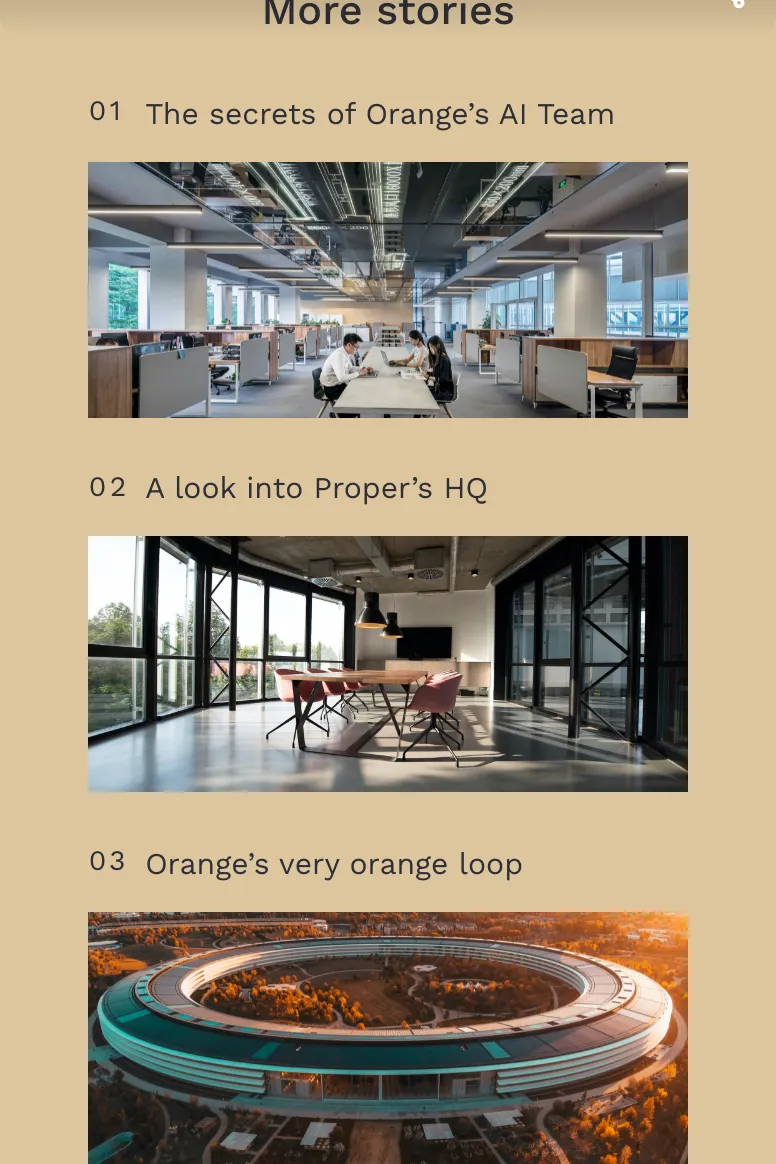 More stories
01 The secrets of Orange’s AI Team
02 A look into Proper’s HQ
03 Orange’s very orange loop